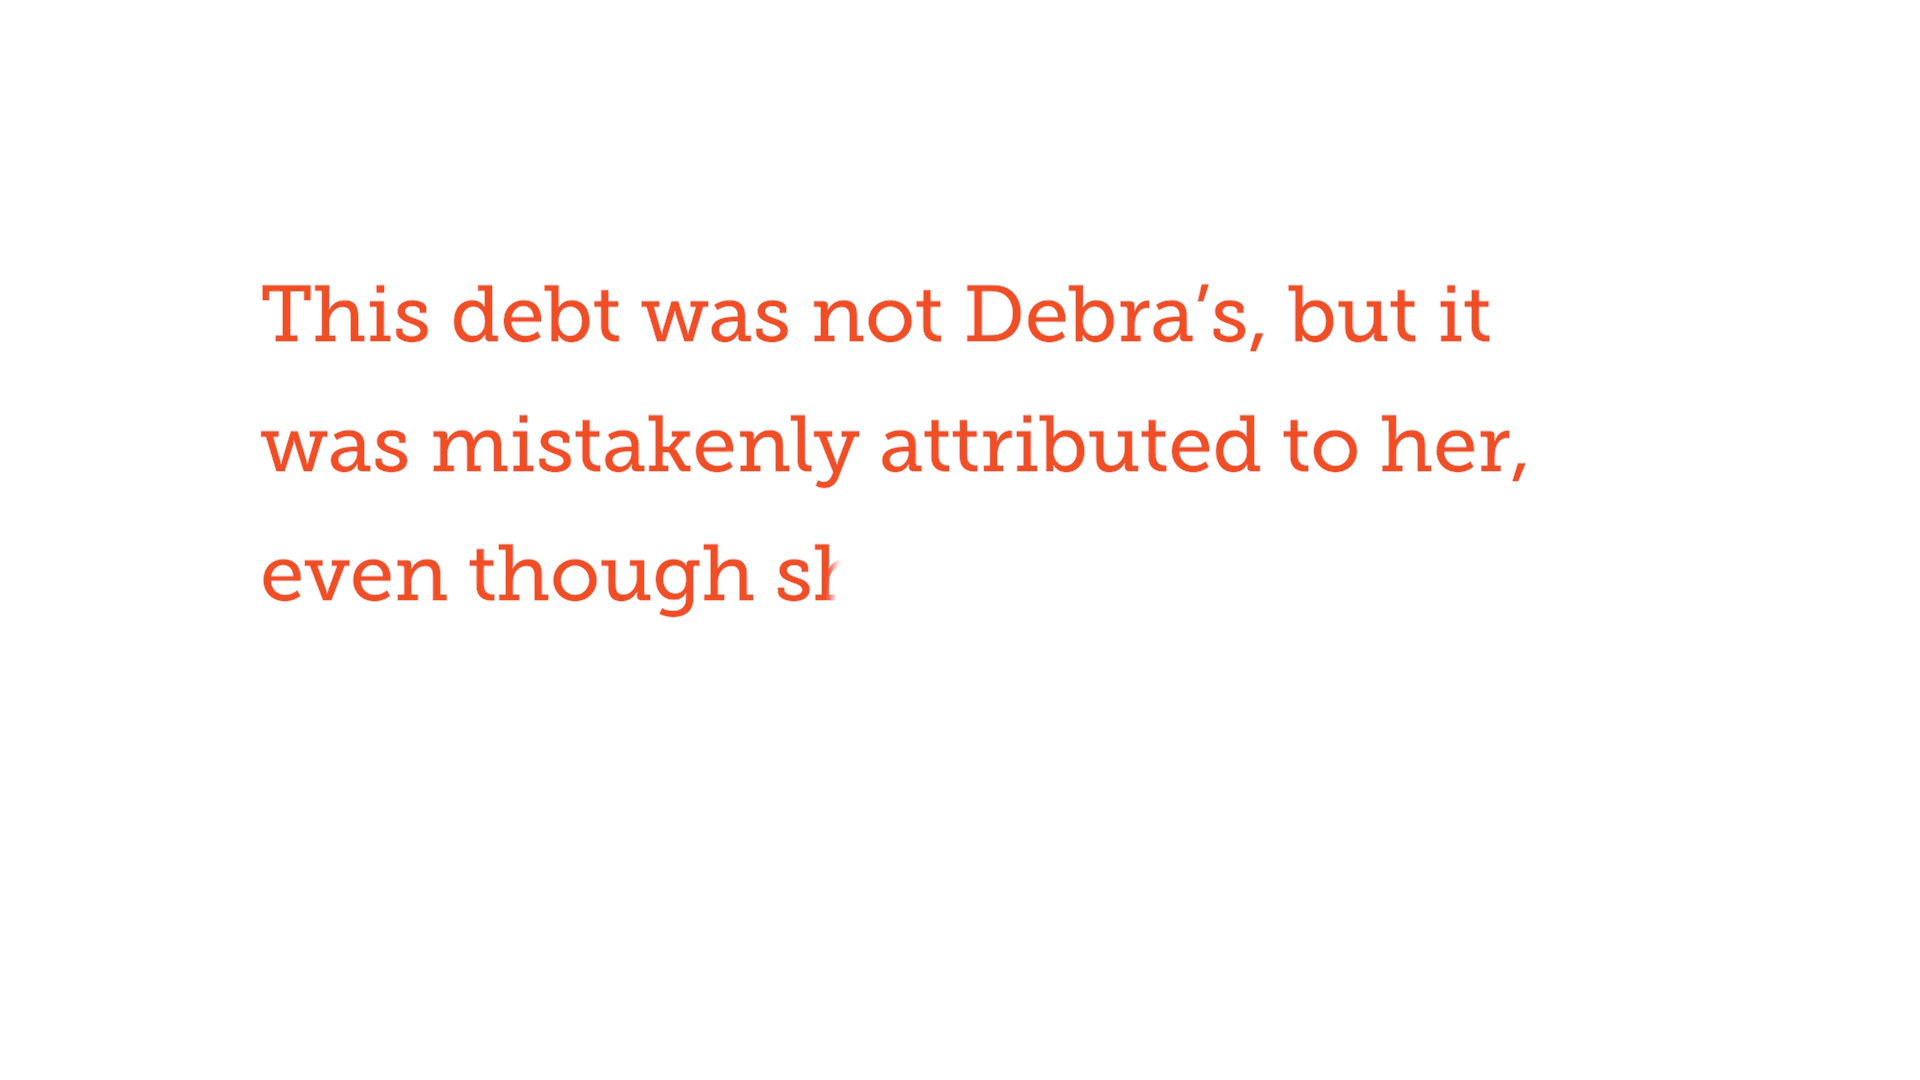 This debt was not Debra’s, but it
was mistakenly attributed to her,
even though